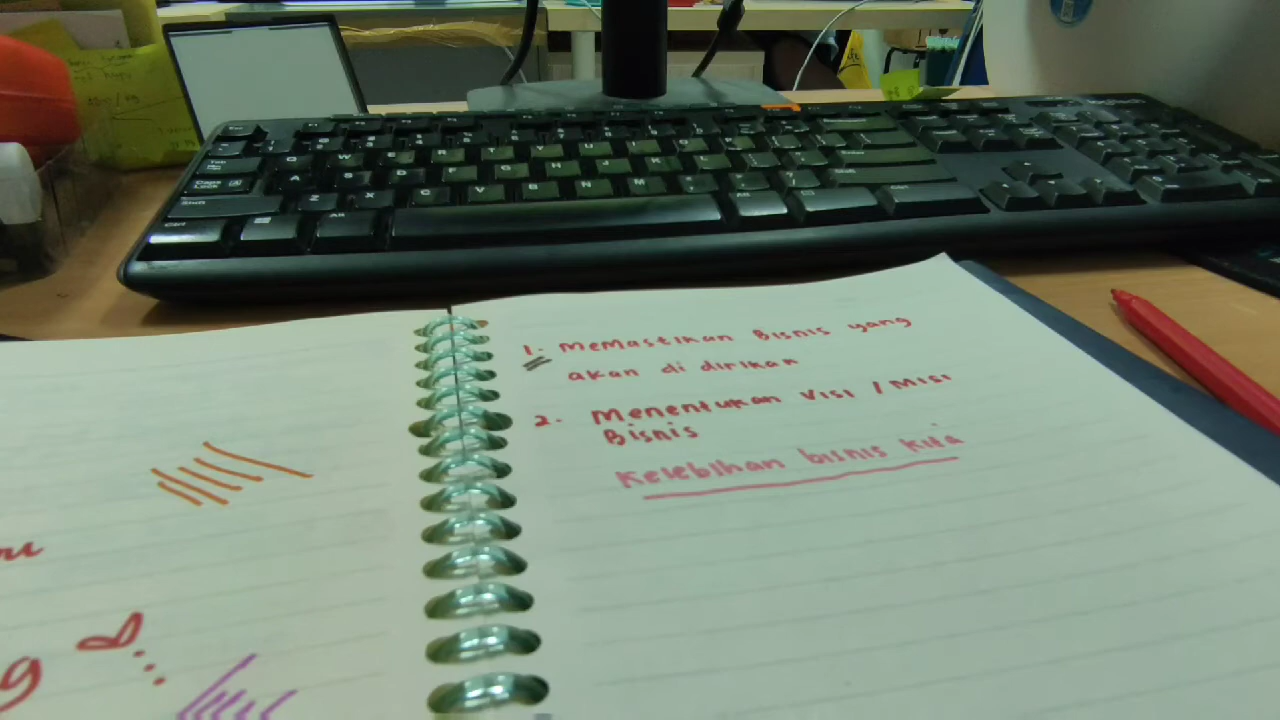 1. Memastikan Bisnis yang
akan di dirikan
2. Menentukan Visi / Misi
Bisnis
Kelebihan bisnis kita